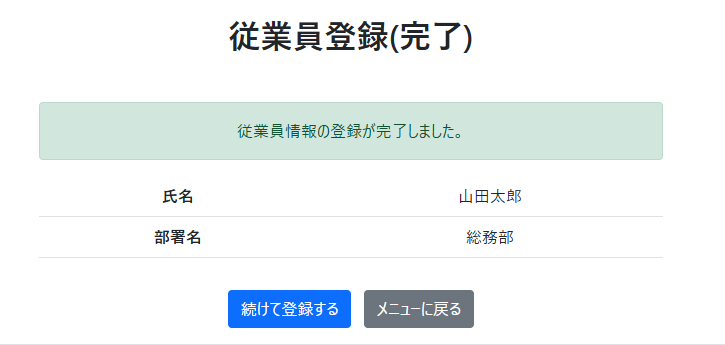 従業員登録(完了)
従業員情報の登録が完了しました。
氏名 山田太郎
部署名 総務部
続けて登録する メニューに戻る